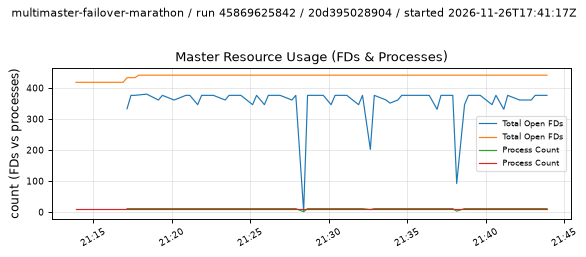 multimaster-failover-marathon / run 45869625842 / 20d395028904 / started 2026-11-26T17:41:17Z
Master Resource Usage (FDs & Processes)
count (FDs vs processes)
400
300
200
100
0
Total Open FDs
Total Open FDs
Process Count
Process Count
21:15
21:20
21:25
21:30
21:35
21:40
21:45